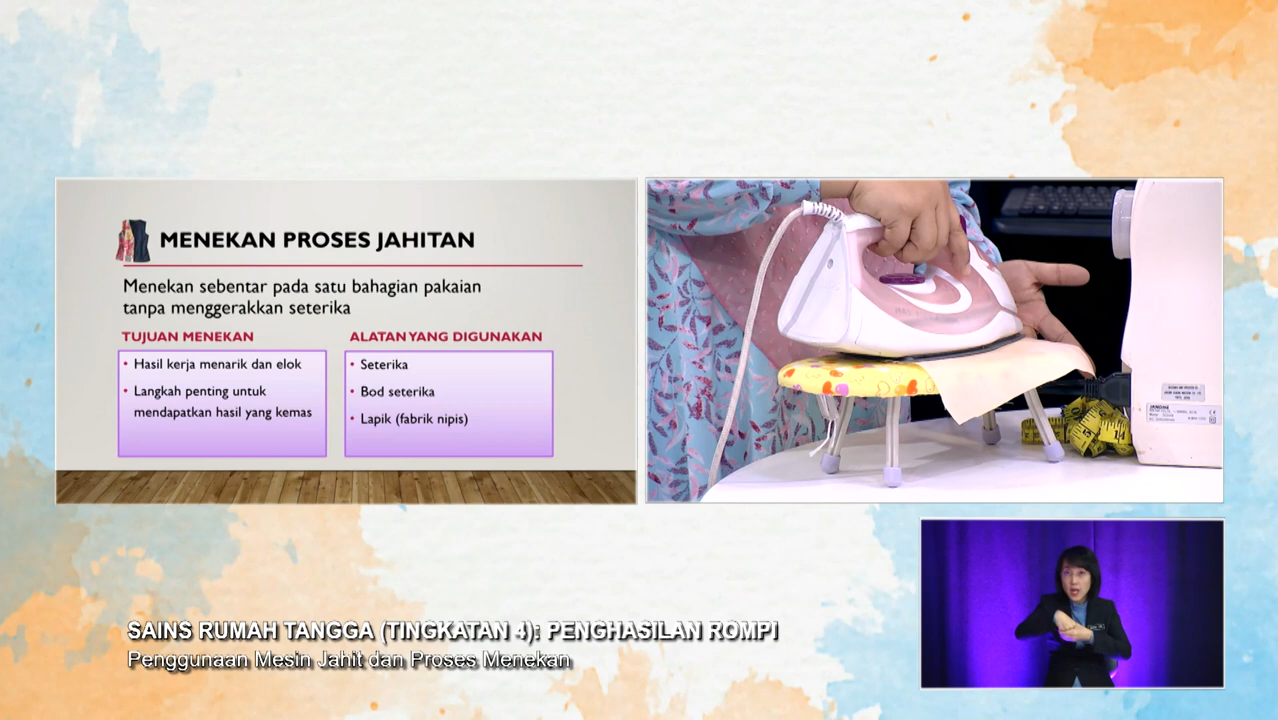 MENEKAN PROSES JAHITAN
Menekan sebentar pada satu bahagian pakaian
tanpa menggerakkan seterika
TUJUAN MENEKAN
• Hasil kerja menarik dan elok
• Langkah penting untuk
mendapatkan hasil yang kemas
ALATAN YANG DIGUNAKAN
• Seterika
• Bod seterika
• Lapik (fabrik nipis)
JANOME
SAINS RUMAH TANGGA (TINGKATAN 4): PENGHASILAN ROMPI
Penggunaan Mesin Jahit dan Proses Menekan